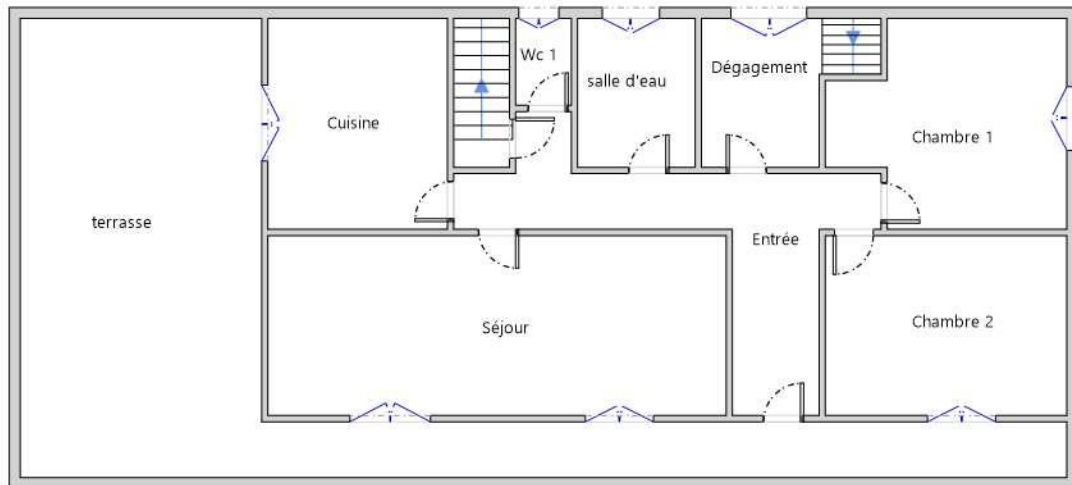 Wc 1
salle d'eau
Dégagement
Cuisine
Chambre 1
terrasse
Entrée
Séjour
Chambre 2